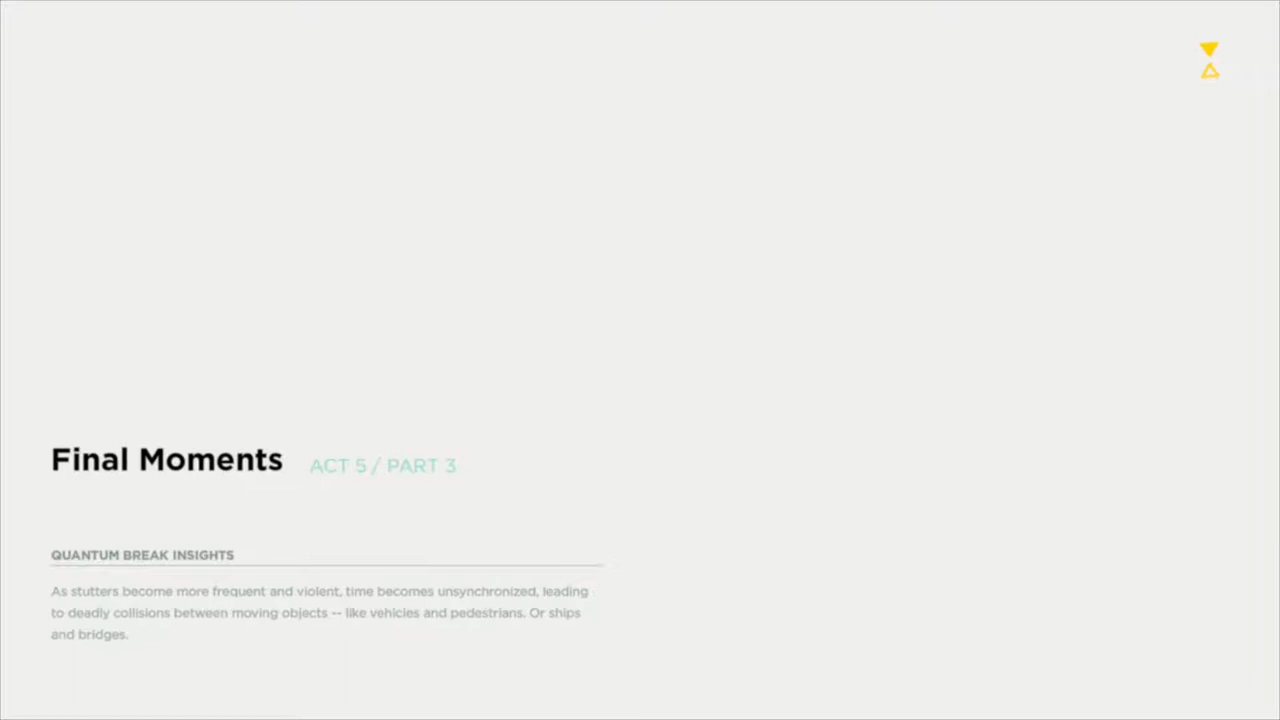 Final Moments ACT 5 / PART 3
QUANTUM BREAK INSIGHTS
As stutters become more frequent and violent, time becomes unsynchronized, leading
to deadly collisions between moving objects -- like vehicles and pedestrians. Or ships
and bridges.